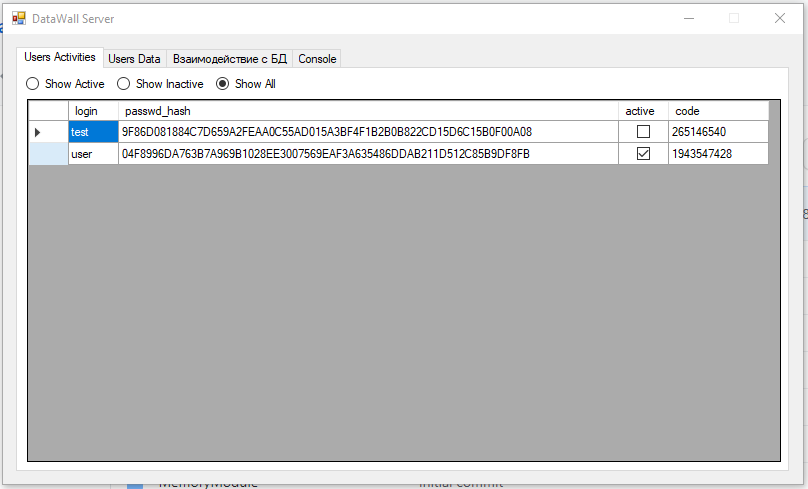 DataWall Server
Users Activities Users Data Взаимодействие с БД Console
Show Active Show Inactive Show All
login passwd_hash active code
test 9F86D081884C7D659A2FEAA0C55AD015A3BF4F1B2B0B822CD15D6C15B0F00A08 265146540
user 04F8996DA763B7A969B1028EE3007569EAF3A635486DDAB211D512C85B9DF8FB 1943547428
MemoryModule Initial commit